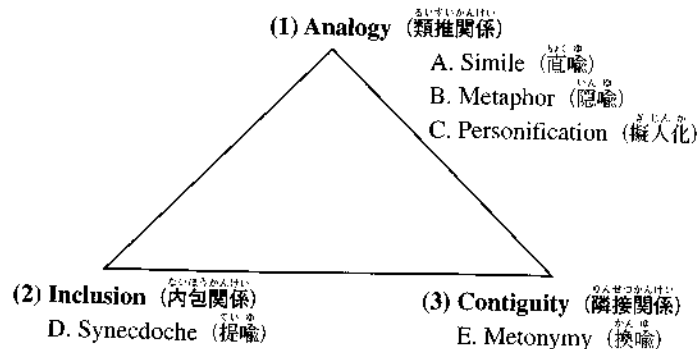 (1) Analogy (類推関係)
るいすいかんけい
A. Simile (直喩)
ちょく ゆ
B. Metaphor (隠喩)
いん ゆ
C. Personification (擬人化)
ぎ じん か
(2) Inclusion (内包関係)
ないほうかんけい
D. Synecdoche (提喩)
てい ゆ
(3) Contiguity (隣接関係)
りんせつかんけい
E. Metonymy (換喩)
かん ゆ